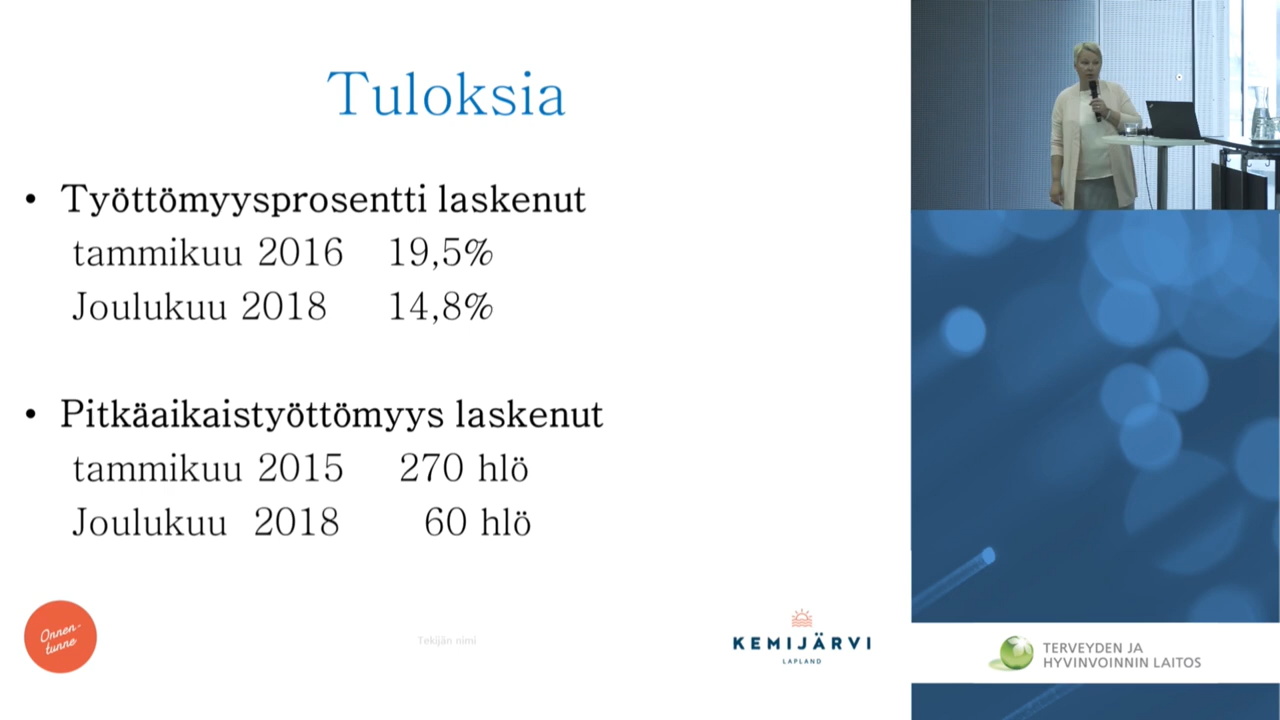 Tuloksia
• Työttömyysprosentti laskenut
tammikuu 2016 19,5%
Joulukuu 2018 14,8%
• Pitkäaikaistyöttömyys laskenut
tammikuu 2015 270 hlö
Joulukuu 2018 60 hlö
Onnen-
tunne
Tekijän nimi
KEMIJÄRVI
LAPLAND
TERVEYDEN JA
HYVINVOINNIN LAITOS